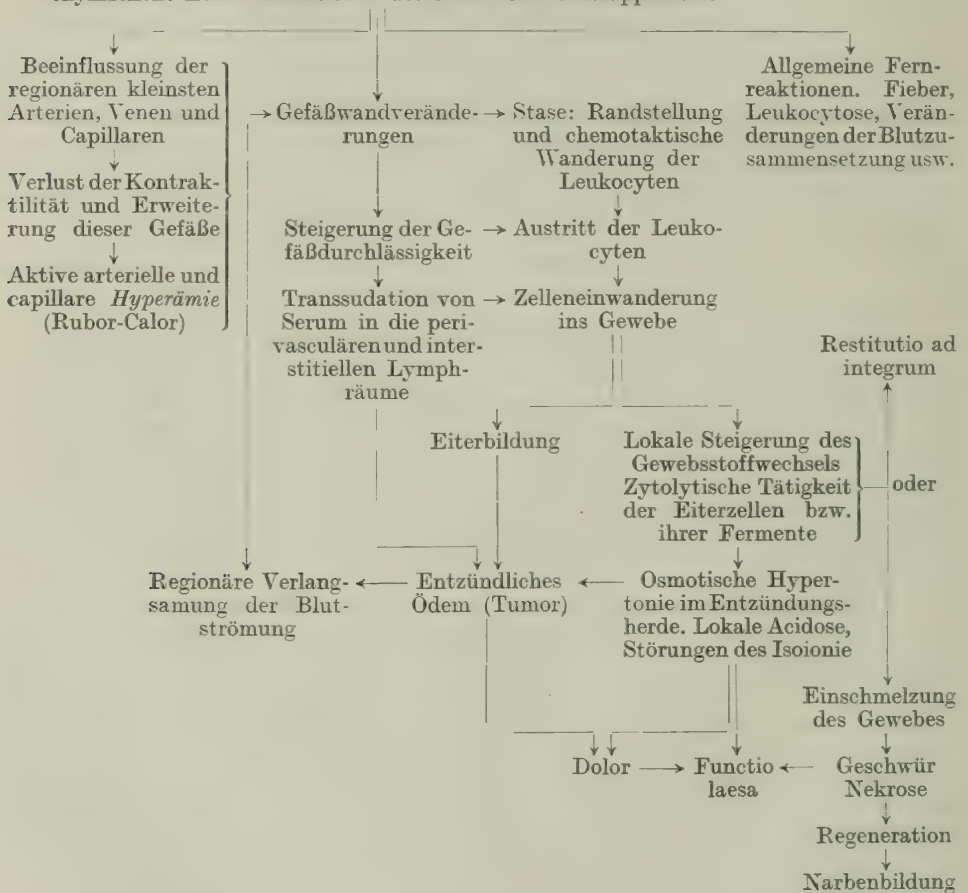 Beeinflussung der
regionären kleinsten
Arterien, Venen und
Capillaren
Verlust der Kontrak-
tilität und Erweite-
rung dieser Gefäße
Aktive arterielle und
capillare Hyperämie
(Rubor-Calor)
Gefäßwandverände-
rungen
Steigerung der Ge-
fäßdurchlässigkeit
Transsudation von
Serum in die peri-
vasculären und inter-
stitiellen Lymph-
räume
Stase: Randstellung
und chemotaktische
Wanderung der
Leukocyten
Austritt der Leuko-
cyten
Zelleneinwanderung
ins Gewebe
Allgemeine Fern-
reaktionen. Fieber,
Leukocytose, Verän-
derungen der Blutzu-
sammensetzung usw.
Restitutio ad
integrum
Eiterbildung
Lokale Steigerung des
Gewebsstoffwechsels
Zytolytische Tätigkeit
der Eiterzellen bzw.
ihrer Fermente
oder
Regionäre Verlang-
samung der Blut-
strömung
Entzündliches
Ödem (Tumor)
Osmotische Hyper-
tonie im Entzündungs-
herde. Lokale Acidose,
Störungen des Isoionie
Einschmelzung
des Gewebes
Dolor
Functio
laesa
Geschwür
Nekrose
Regeneration
Narbenbildung